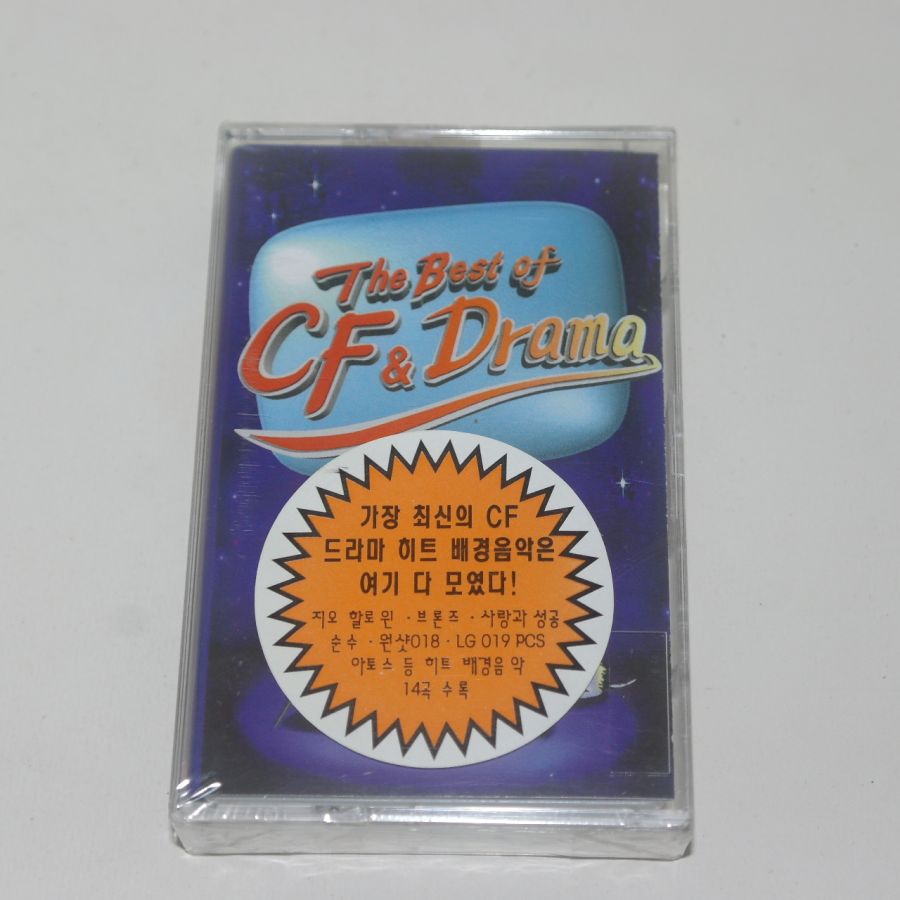 The Best of
CF & Drama
가장 최신의 CF
드라마 히트 배경음악은
여기 다 모였다!
지오 할로윈 · 브론즈 · 사랑과 성공
순수 · 원샷018 · LG 019 PCS
아토스 등 히트 배경음악
14곡 수록